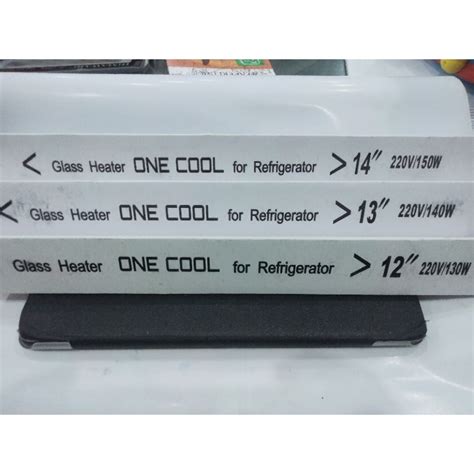 < Glass Heater ONE COOL for Refrigerator > 14" 220V/150W
< Glass Heater ONE COOL for Refrigerator > 13" 220V/140W
Glass Heater ONE COOL for Refrigerator > 12" 220V/130W